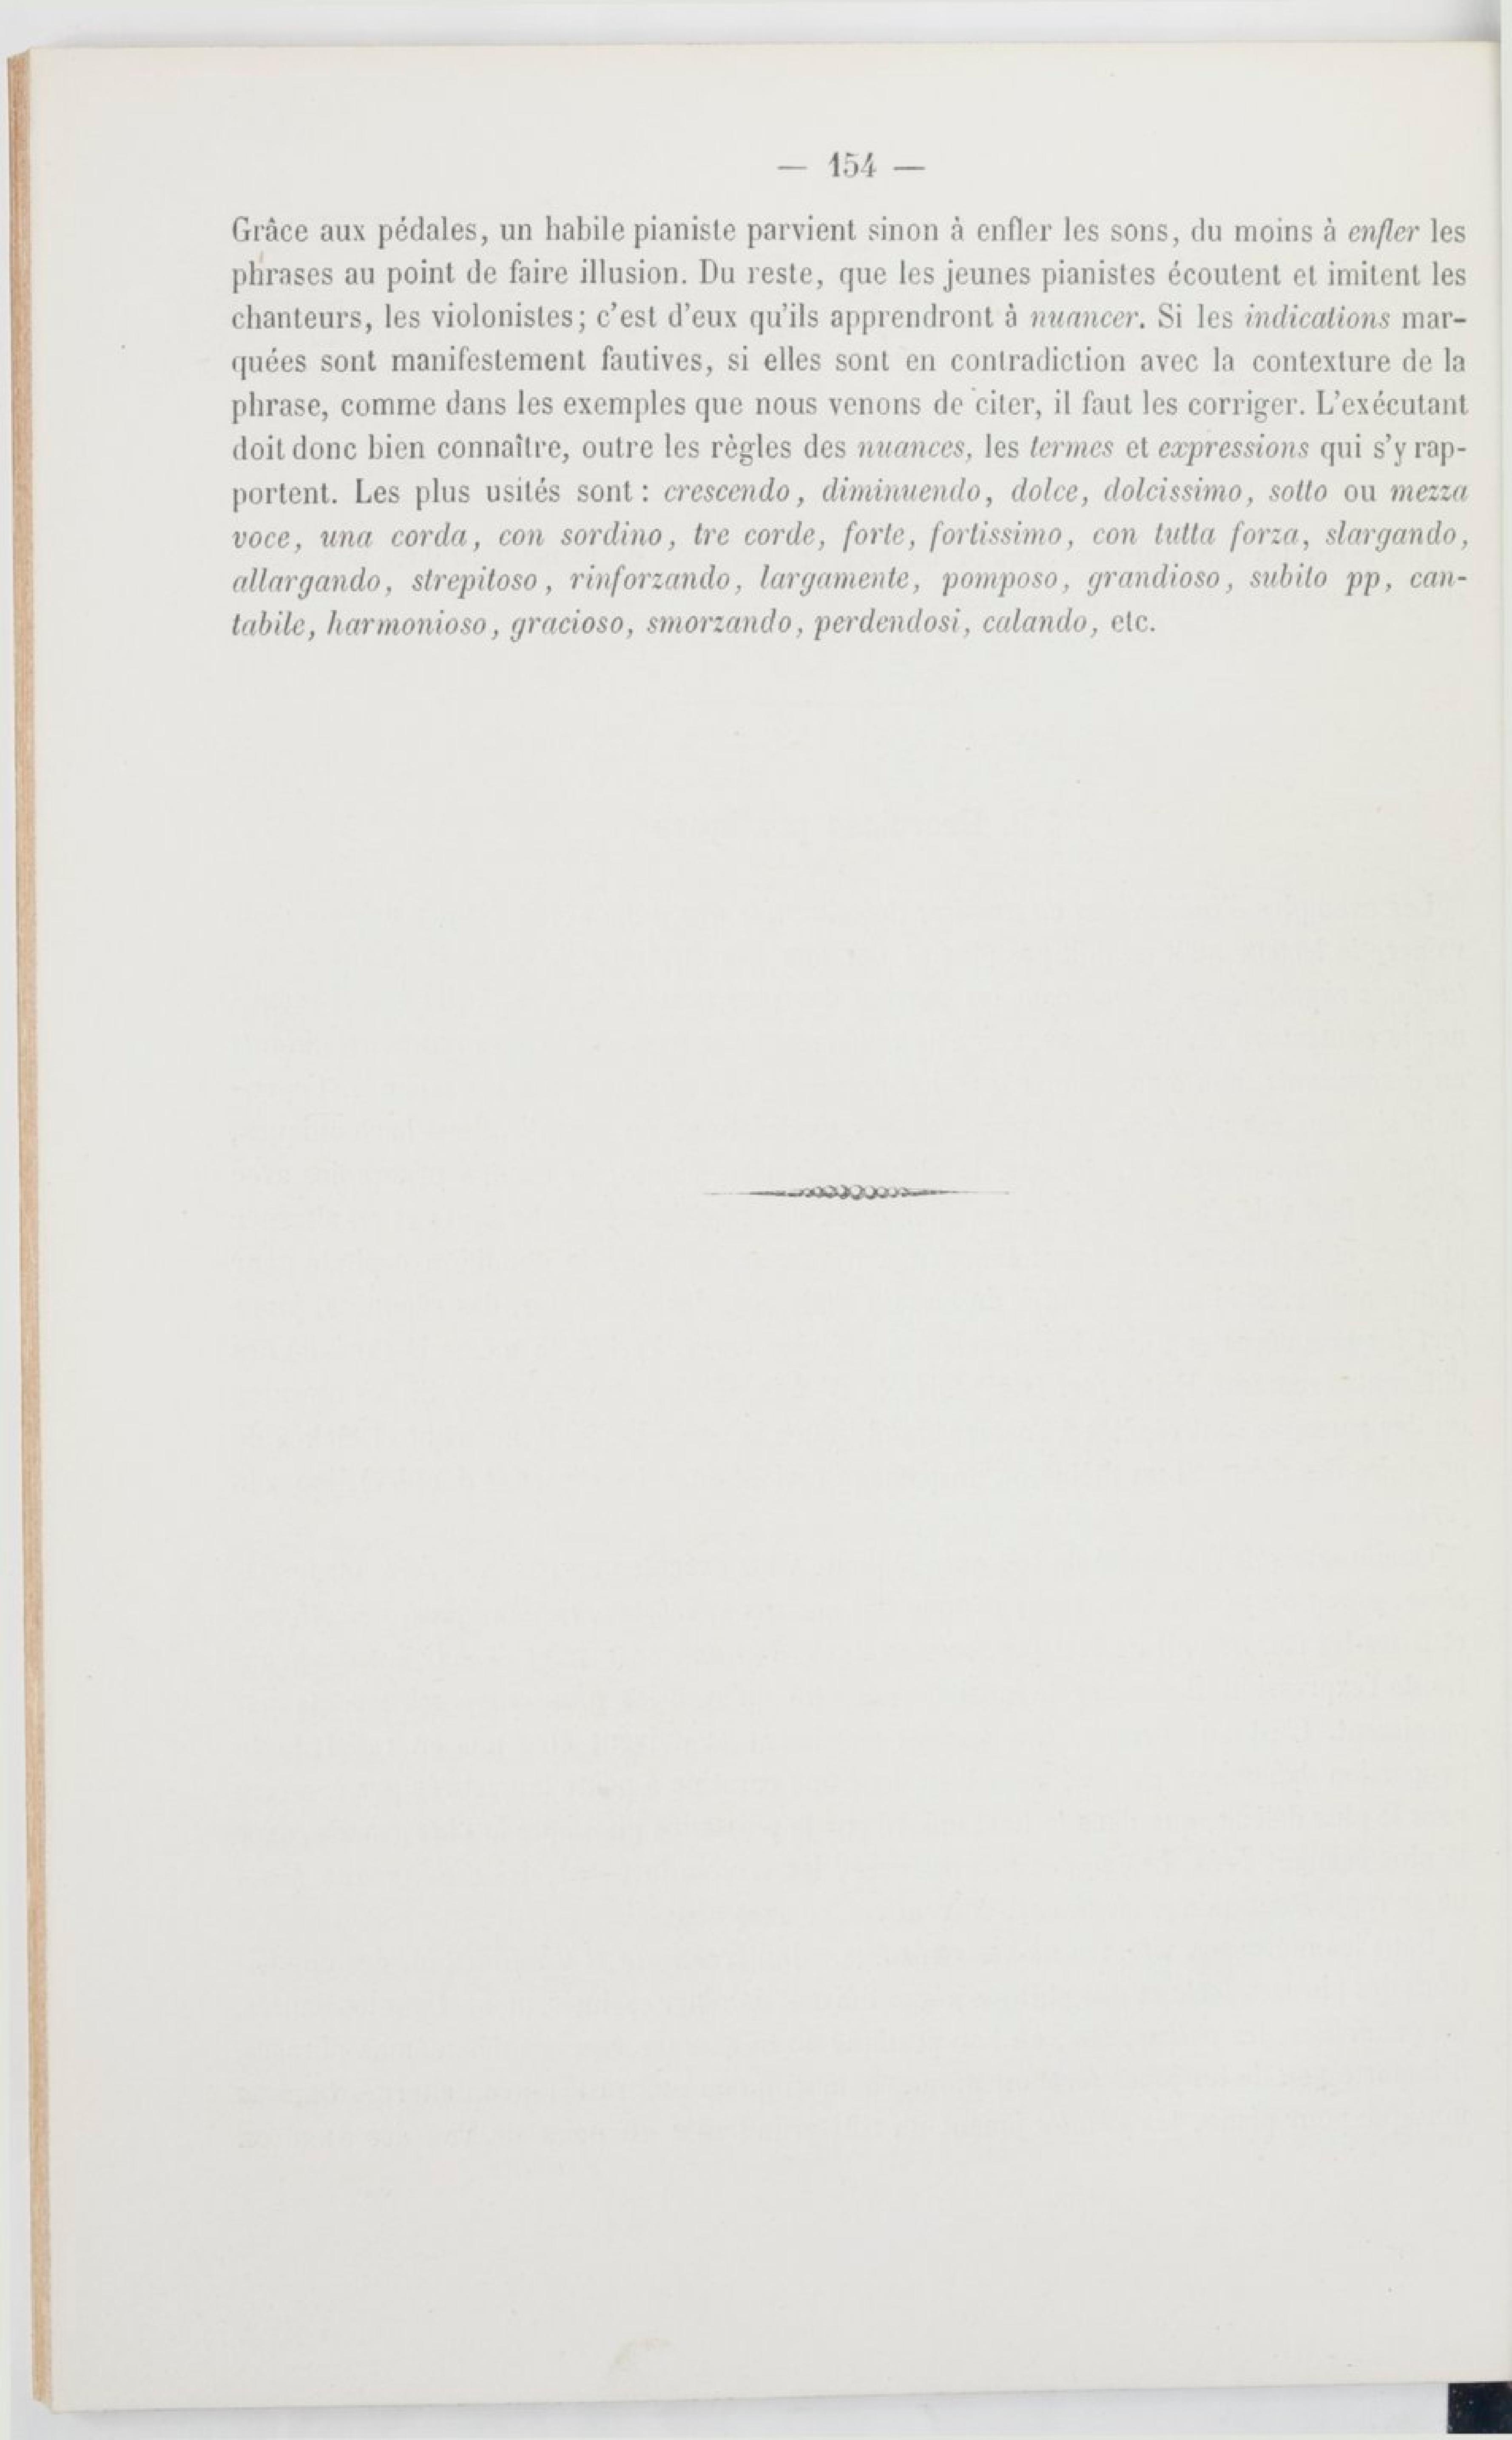 — 154 —
Grâce aux pédales, un habile pianiste parvient sinon à enfler les sons, du moins à enfler les
phrases au point de faire illusion. Du reste, que les jeunes pianistes écoutent et imitent les
chanteurs, les violonistes; c'est d'eux qu'ils apprendront à nuancer. Si les indications mar-
quées sont manifestement fautives, si elles sont en contradiction avec la contexture de la
phrase, comme dans les exemples que nous venons de citer, il faut les corriger. L'exécutant
doit donc bien connaître, outre les règles des nuances, les termes et expressions qui s'y rap-
portent. Les plus usités sont : crescendo, diminuendo, dolce, dolcissimo, sotto ou mezza
voce, una corda, con sordino, tre corde, forte, fortissimo, con tutta forza, slargando,
allargando, strepitoso, rinforzando, largamente, pomposo, grandioso, subito pp, can-
tabile, harmonioso, gracioso, smorzando, perdendosi, calando, etc.